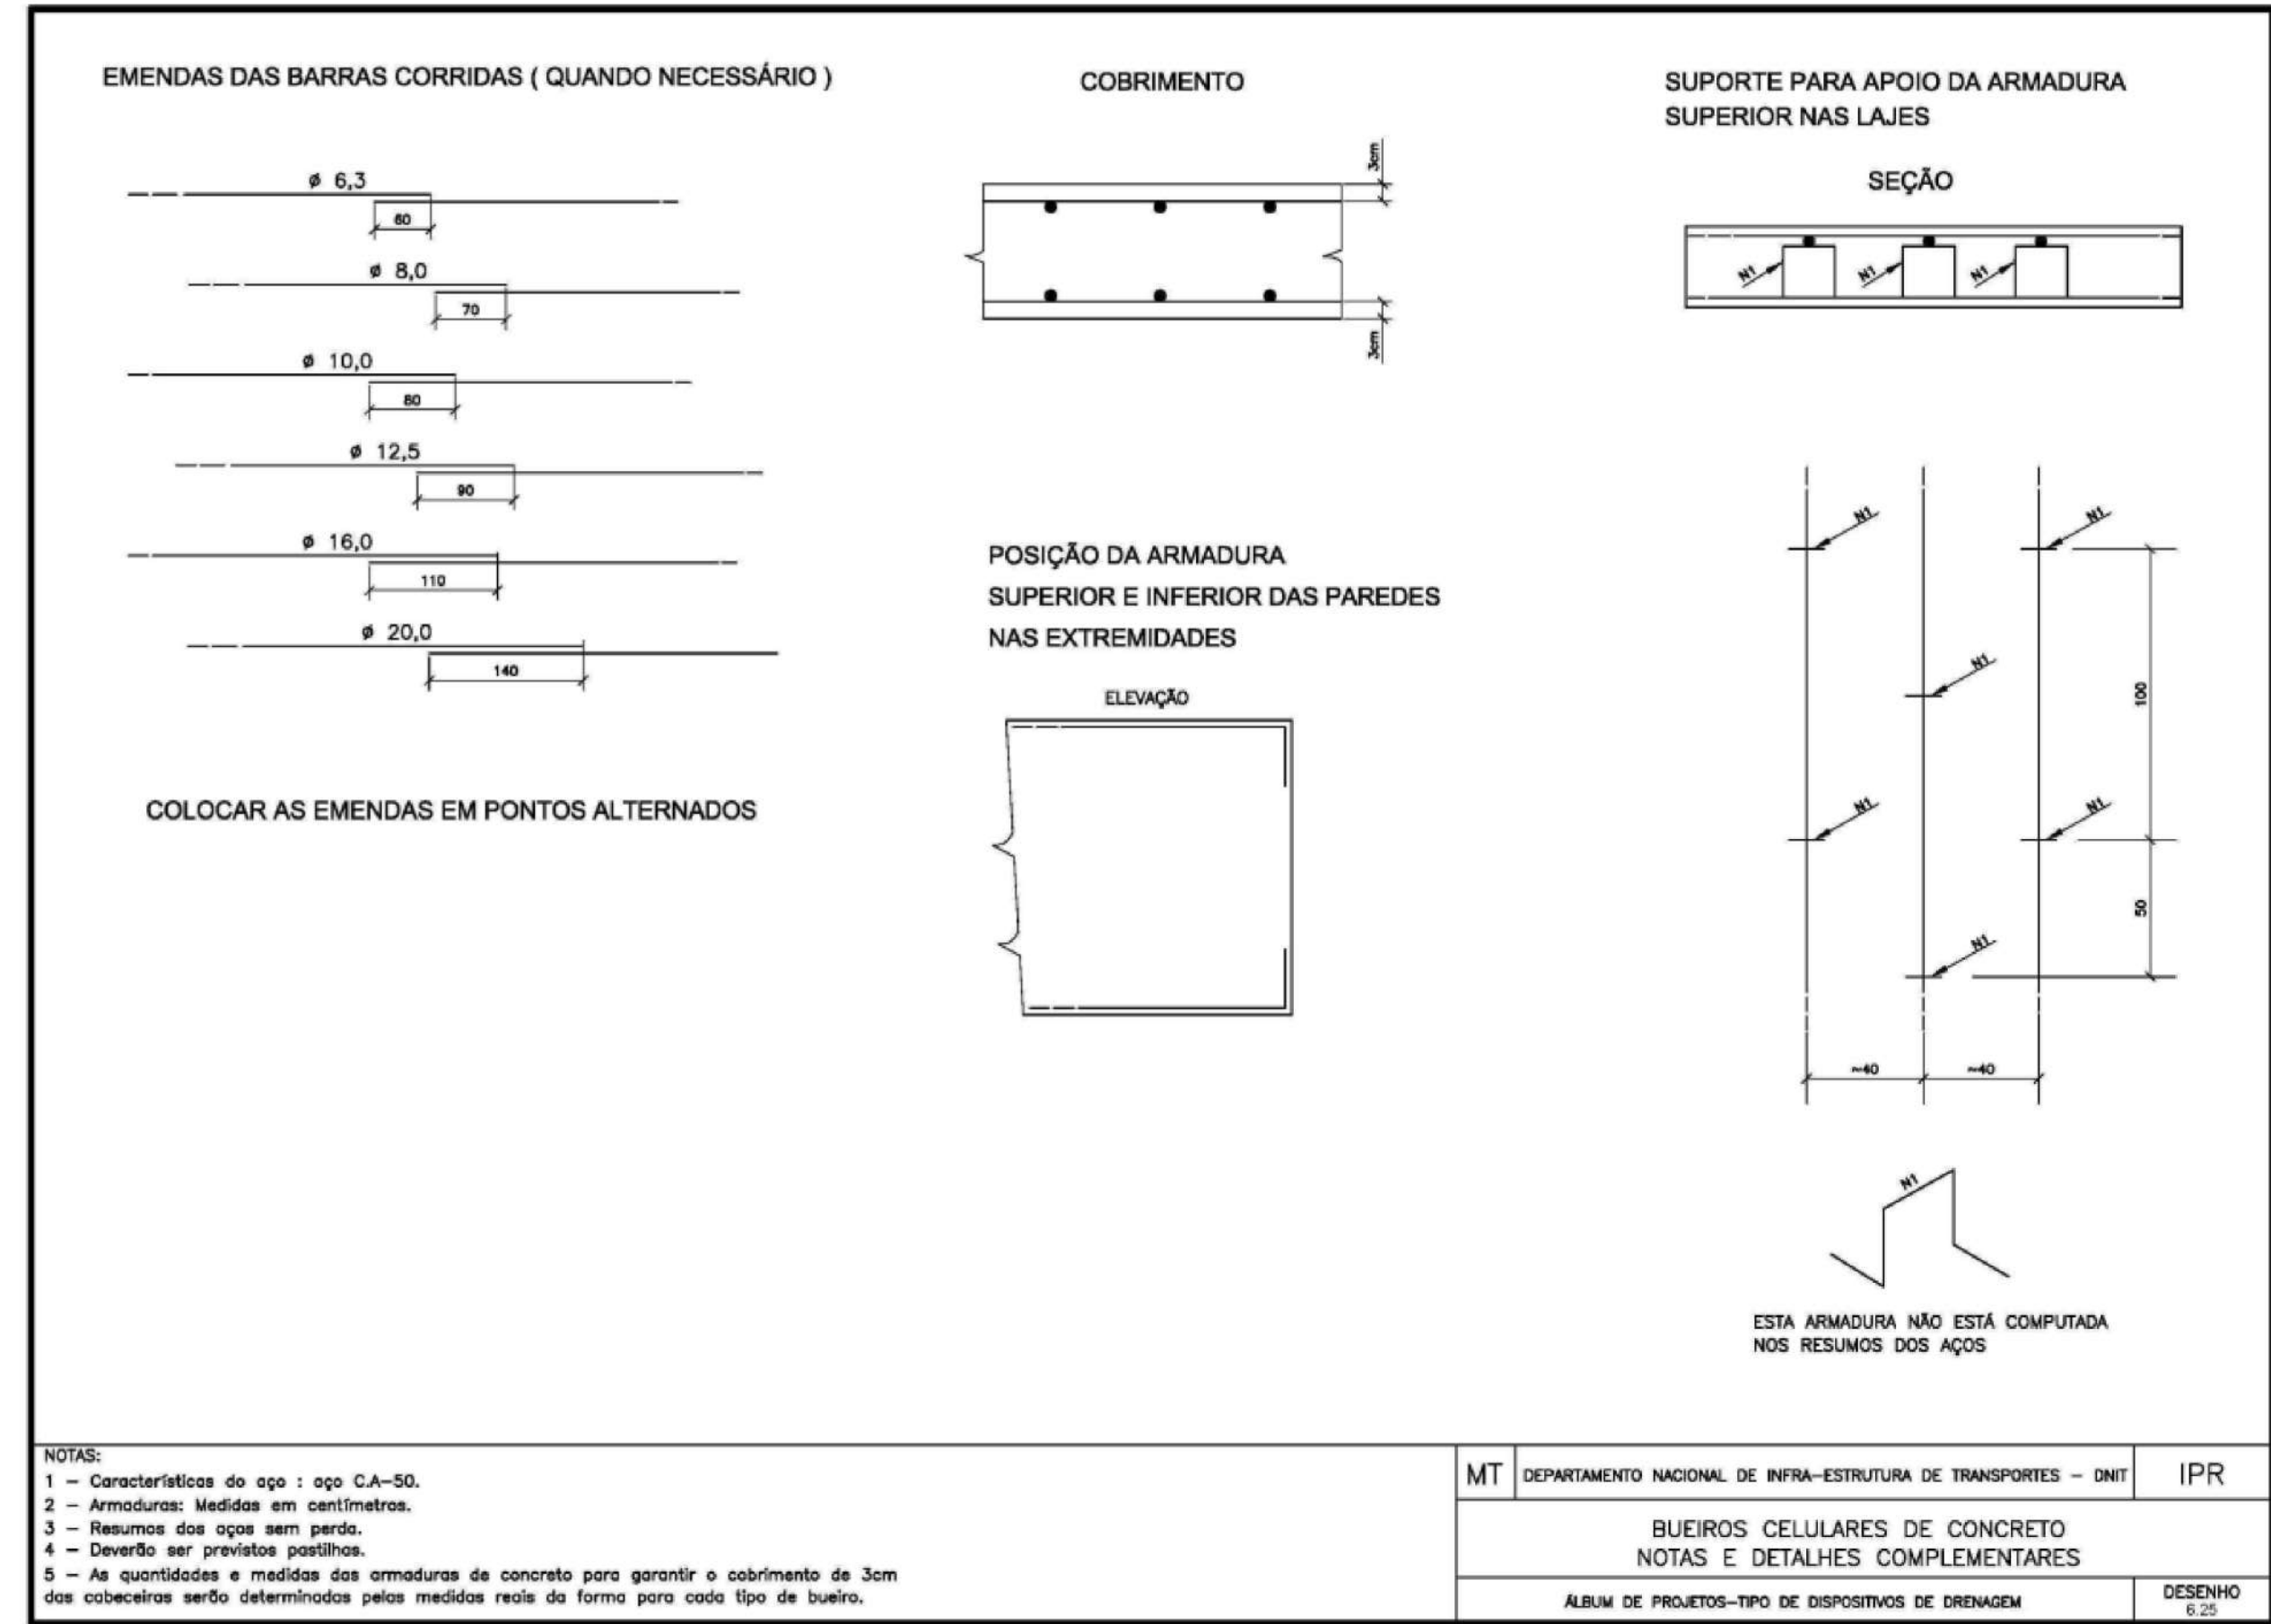 EMENDAS DAS BARRAS CORRIDAS ( QUANDO NECESSÁRIO )
ø 6,3
60
ø 8,0
70
ø 10,0
80
ø 12,5
90
ø 16,0
110
ø 20,0
140
COLOCAR AS EMENDAS EM PONTOS ALTERNADOS
COBRIMENTO
3cm
3cm
POSIÇÃO DA ARMADURA
SUPERIOR E INFERIOR DAS PAREDES
NAS EXTREMIDADES
ELEVAÇÃO
SUPORTE PARA APOIO DA ARMADURA
SUPERIOR NAS LAJES
SEÇÃO
N1 N1 N1
N1 N1
N1
100
N1 N1
50
N1
~40 ~40
N1
ESTA ARMADURA NÃO ESTÁ COMPUTADA
NOS RESUMOS DOS AÇOS
NOTAS:
1 – Características do aço : aço C.A–50.
2 – Armaduras: Medidas em centímetros.
3 – Resumos dos aços sem perda.
4 – Deverão ser previstos pastilhas.
5 – As quantidades e medidas das armaduras de concreto para garantir o cobrimento de 3cm
das cabeceiras serão determinadas pelas medidas reais da forma para cada tipo de bueiro.
MT DEPARTAMENTO NACIONAL DE INFRA–ESTRUTURA DE TRANSPORTES – DNIT IPR
BUEIROS CELULARES DE CONCRETO
NOTAS E DETALHES COMPLEMENTARES
ÁLBUM DE PROJETOS–TIPO DE DISPOSITIVOS DE DRENAGEM
DESENHO
6.25